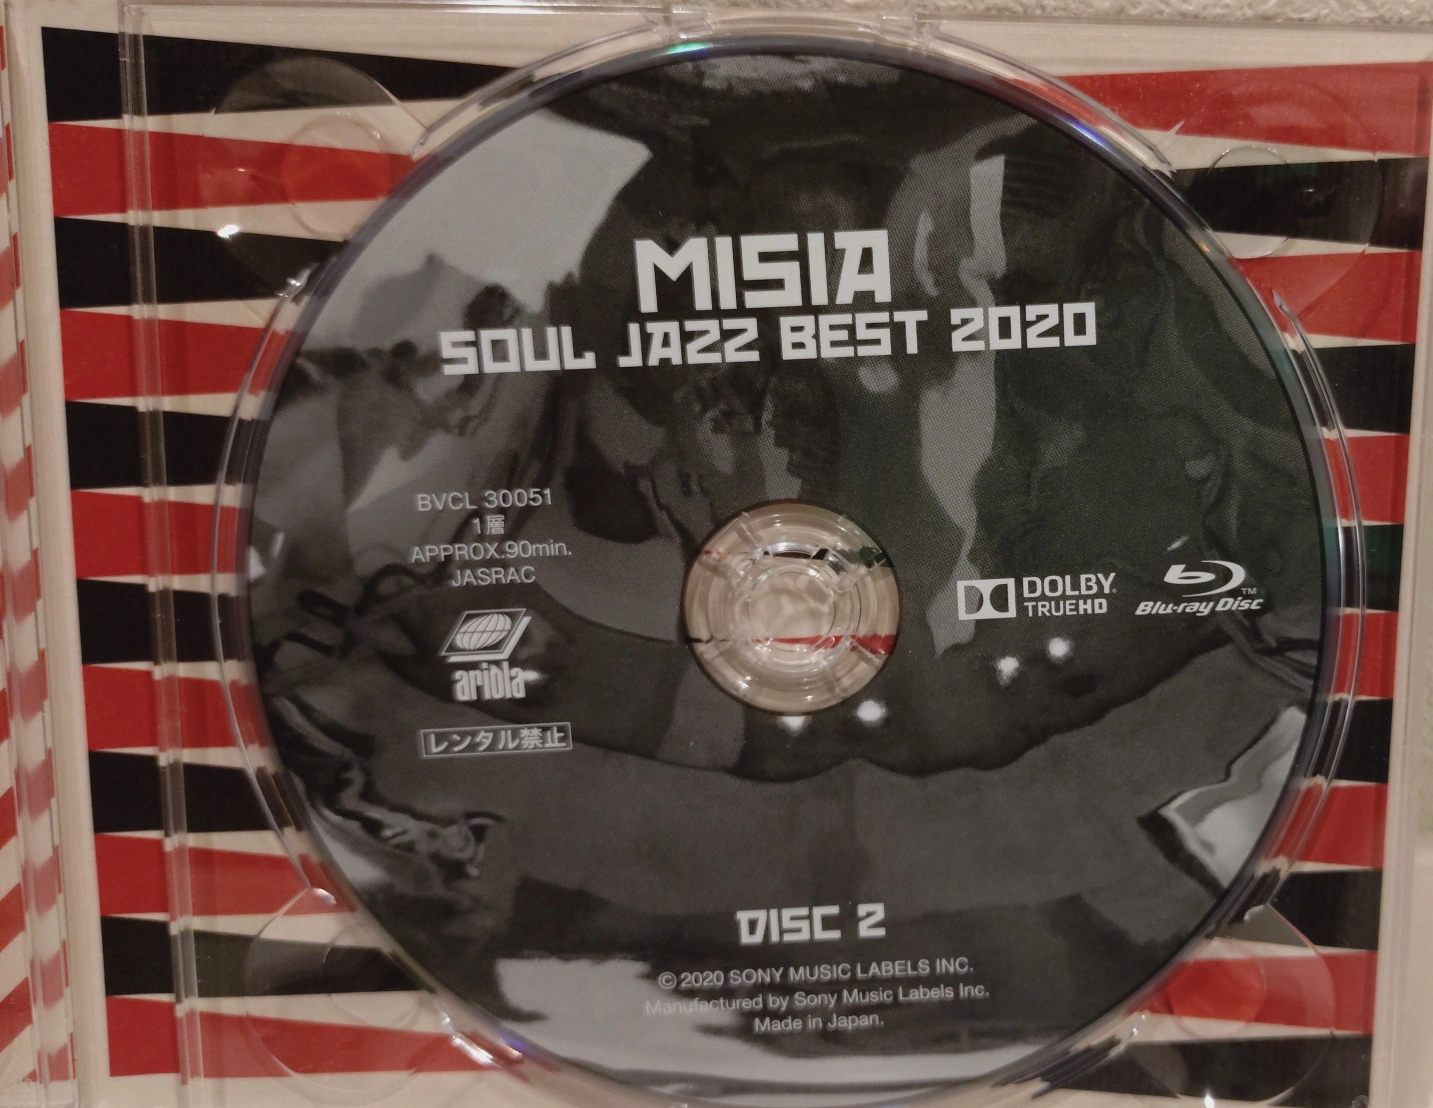 MISIA
SOUL JAZZ BEST 2020
BVCL 30051
1層
APPROX.90min.
JASRAC
ariola
レンタル禁止
DOLBY®
TRUEHD
Blu-ray Disc™
DISC 2
© 2020 SONY MUSIC LABELS INC.
Manufactured by Sony Music Labels Inc.
Made in Japan.